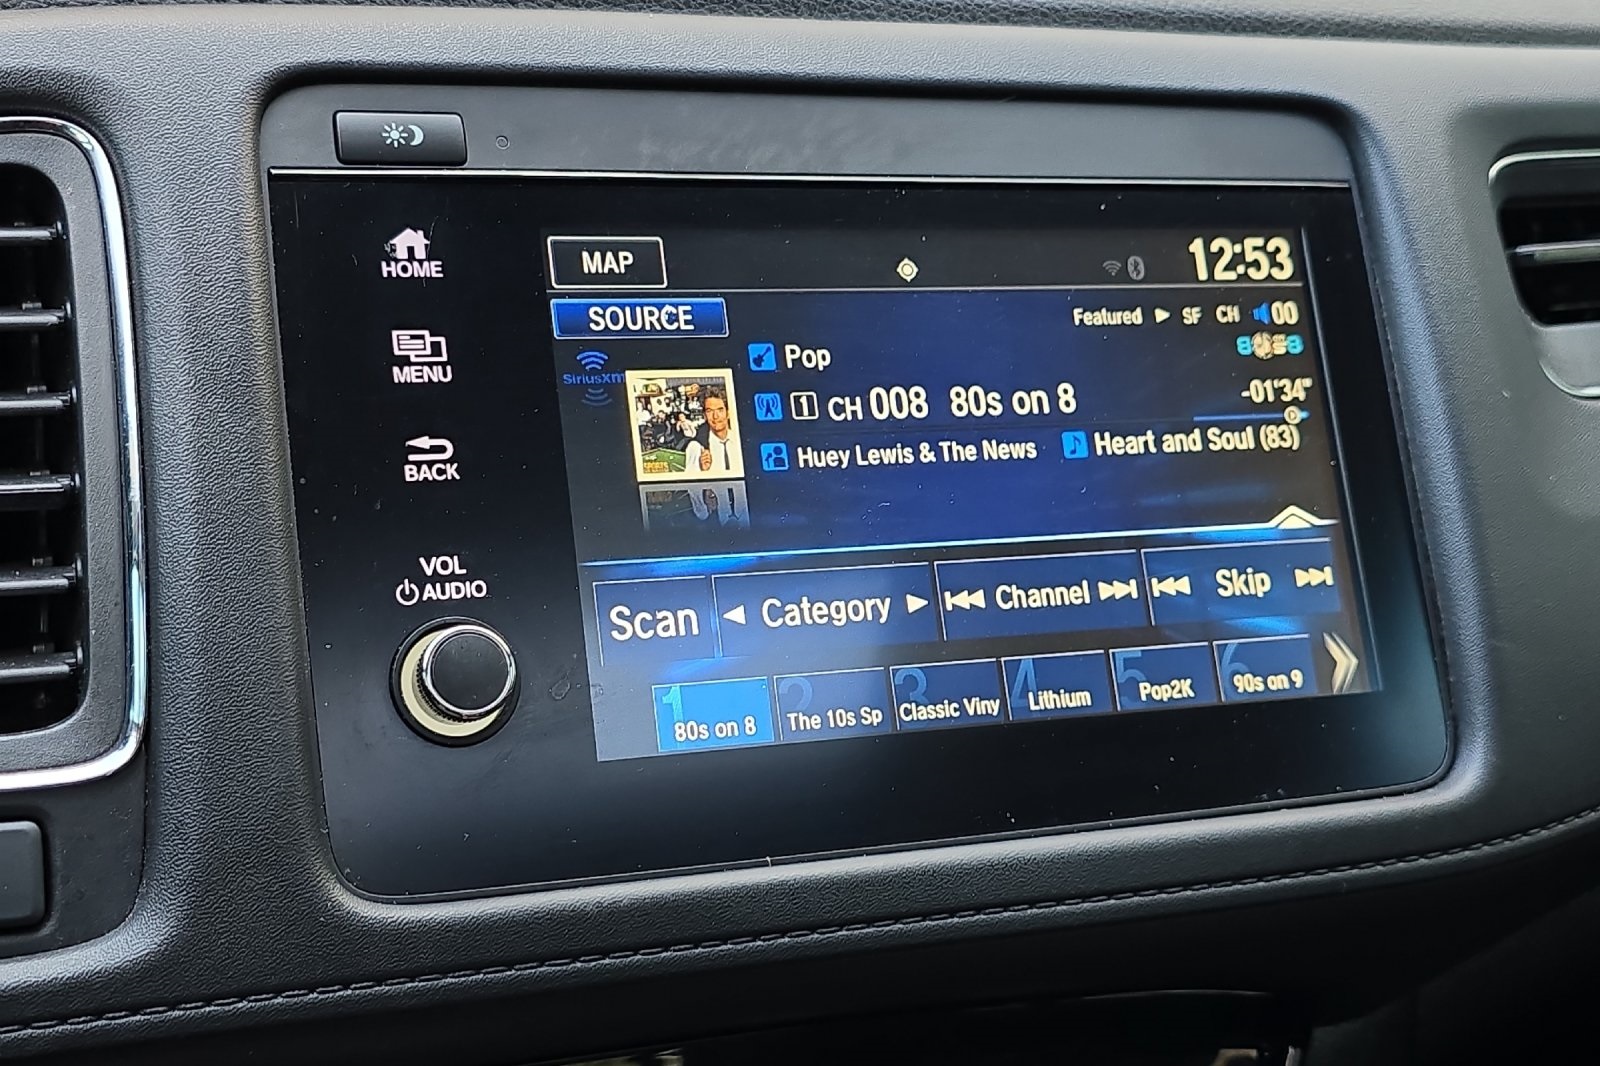 HOME
MENU
BACK
VOL
AUDIO
MAP
12:53
SOURCE
Featured SF CH 00
SiriusXM
Pop
1 CH 008 80s on 8
-01'34"
Huey Lewis & The News Heart and Soul (83)
SPORTS
Scan Category Channel Skip
1 2 3 4 5 6
80s on 8 The 10s Sp Classic Viny Lithium Pop2K 90s on 9